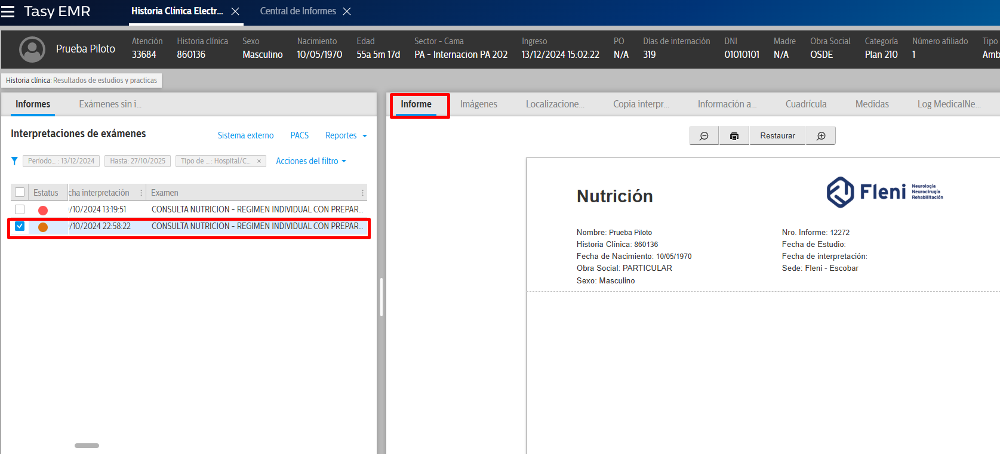 Tasy EMR
Historia Clínica Electr...
Central de Informes
Prueba Piloto
Atención
33684
Historia clínica
860136
Sexo
Masculino
Nacimiento
10/05/1970
Edad
55a 5m 17d
Sector - Cama
PA - Internacion PA 202
Ingreso
13/12/2024 15:02:22
PO
N/A
Días de internación
319
DNI
01010101
Madre
N/A
Obra Social
OSDE
Categoría
Plan 210
Número afiliado
1
Tipo
Amb
Historia clínica: Resultados de estudios y practicas
Informes
Exámenes sin i...
Interpretaciones de exámenes
Sistema externo
PACS
Reportes
Período... : 13/12/2024
Hasta: 27/10/2025
Tipo de ... : Hospital/C...
Acciones del filtro
Estatus
cha interpretación
Examen
/10/2024 13:19:51
CONSULTA NUTRICION - REGIMEN INDIVIDUAL CON PREPAR...
/10/2024 22:58:22
CONSULTA NUTRICION - REGIMEN INDIVIDUAL CON PREPAR...
Informe
Imágenes
Localizacione...
Copia interpr...
Información a...
Cuadrícula
Medidas
Log MedicalNe...
Restaurar
Nutrición
Fleni
Neurología
Neurocirugía
Rehabilitación
Nombre: Prueba Piloto
Historia Clínica: 860136
Fecha de Nacimiento: 10/05/1970
Obra Social: PARTICULAR
Sexo: Masculino
Nro. Informe: 12272
Fecha de Estudio:
Fecha de interpretación:
Sede: Fleni - Escobar